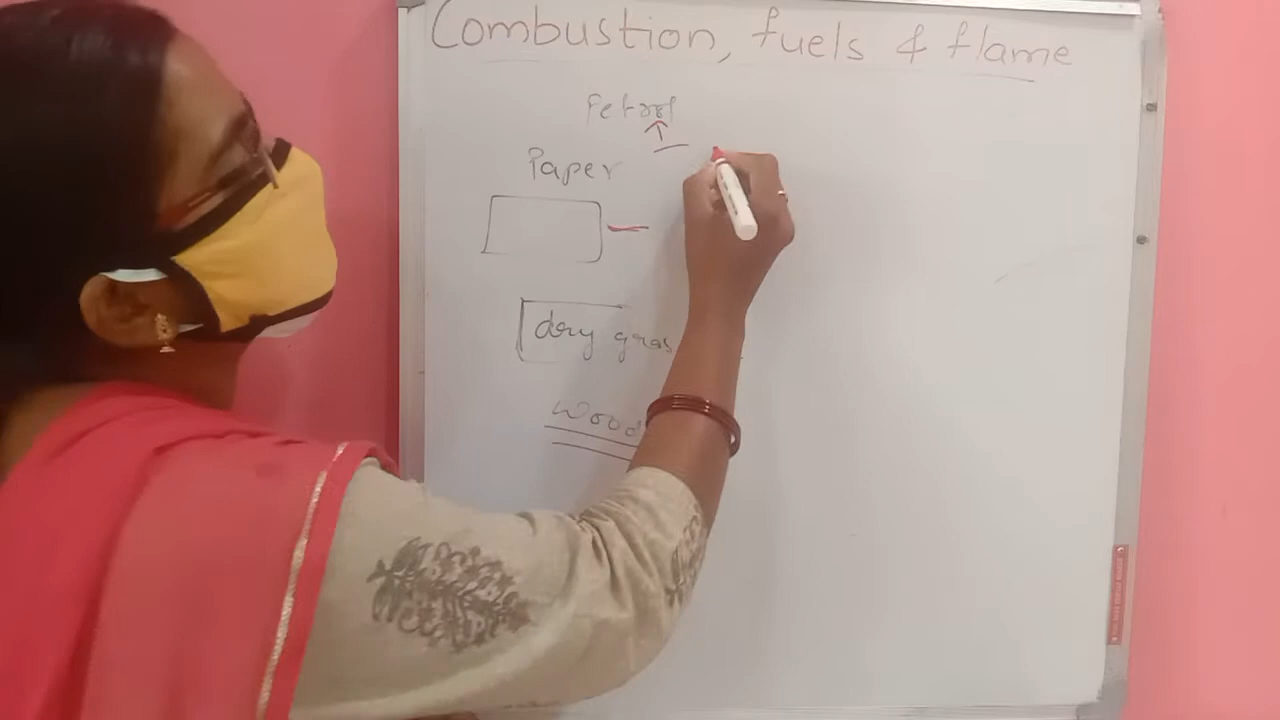 Combustion, fuels & flame
Petrol
Paper
dry gras
Wood